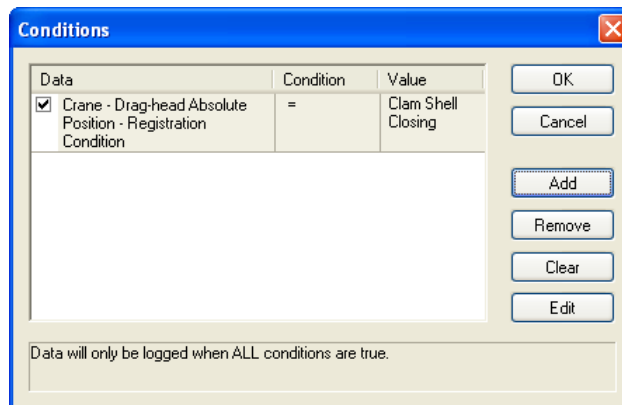 Conditions
Data Condition Value
Crane - Drag-head Absolute = Clam Shell
Position - Registration Closing
Condition
OK
Cancel
Add
Remove
Clear
Edit
Data will only be logged when ALL conditions are true.